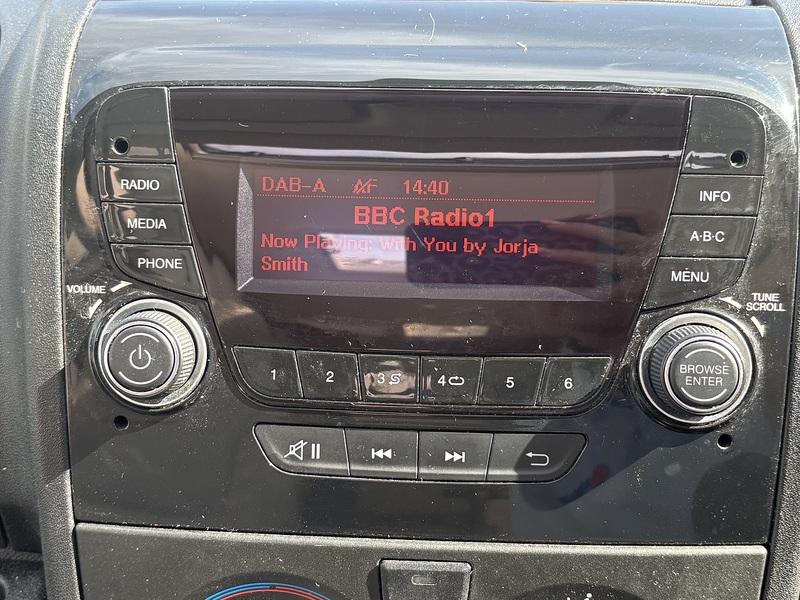 DAB-A AF 14:40
BBC Radio1
Now Playing: With You by Jorja
Smith
RADIO
MEDIA
PHONE
INFO
A·B·C
MENU
VOLUME
TUNE
SCROLL
BROWSE
ENTER
1 2 3 4 5 6